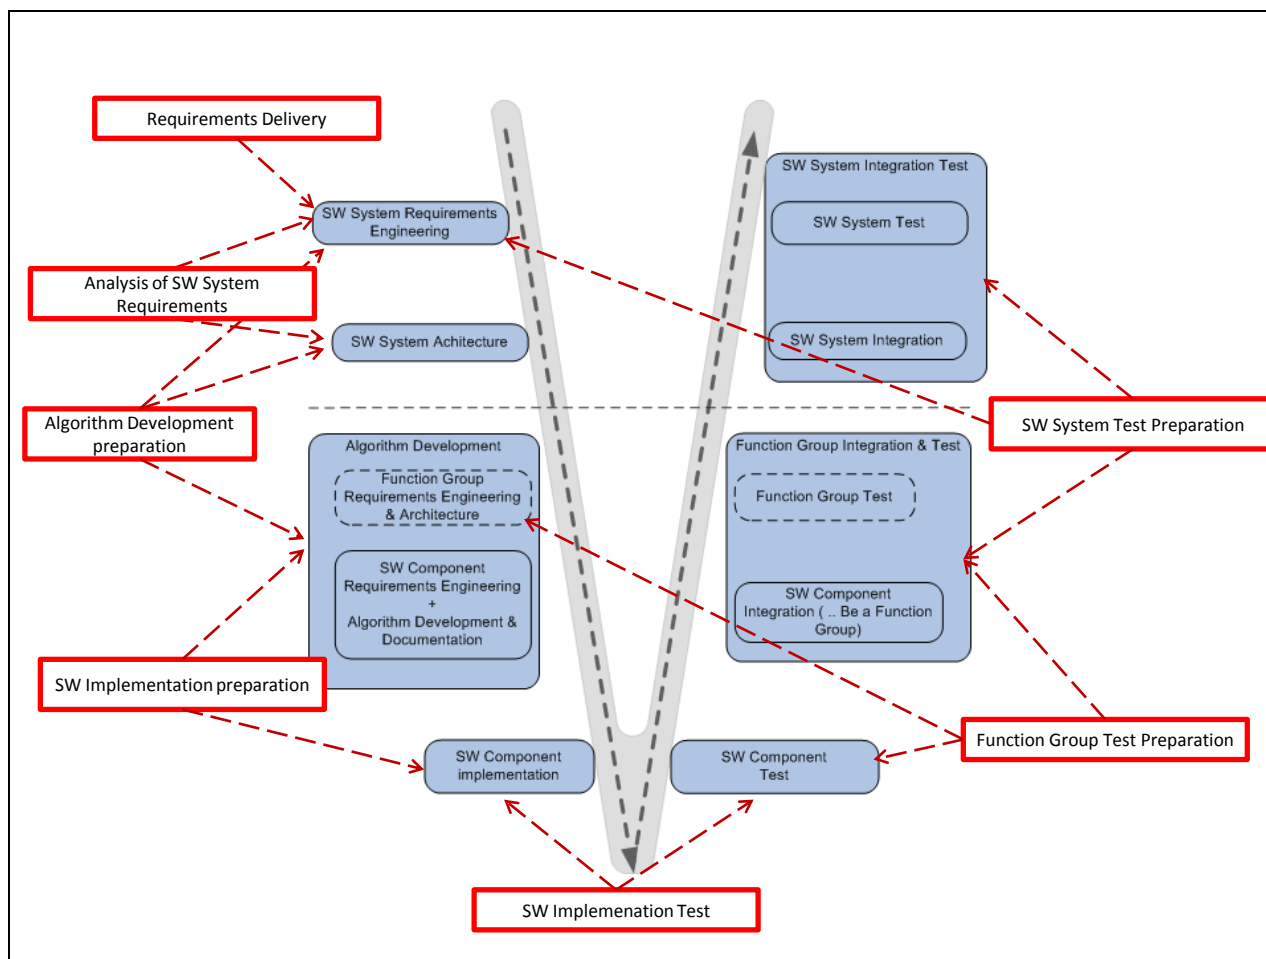 Requirements Delivery
SW System Requirements
Engineering
Analysis of SW System
Requirements
SW System Achitecture
Algorithm Development
preparation
Algorithm Development
Function Group
Requirements Engineering
& Architecture
SW Component
Requirements Engineering
+
Algorithm Development &
Documentation
SW Implementation preparation
SW Component
implementation
SW Implemenation Test
SW System Integration Test
SW System Test
SW System Integration
SW System Test Preparation
Function Group Integration & Test
Function Group Test
SW Component
Integration ( .. Be a Function
Group)
Function Group Test Preparation
SW Component
Test